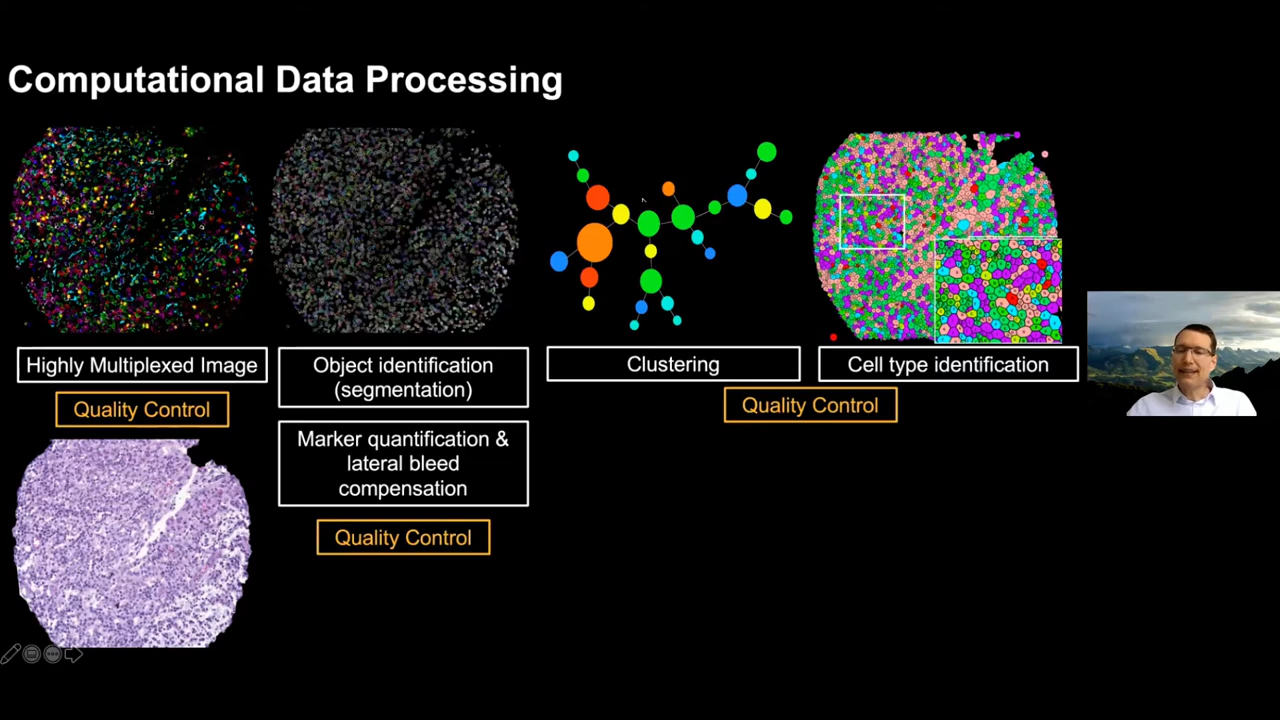 Computational Data Processing
Highly Multiplexed Image
Quality Control
Object identification
(segmentation)
Marker quantification &
lateral bleed
compensation
Quality Control
Clustering
Cell type identification
Quality Control